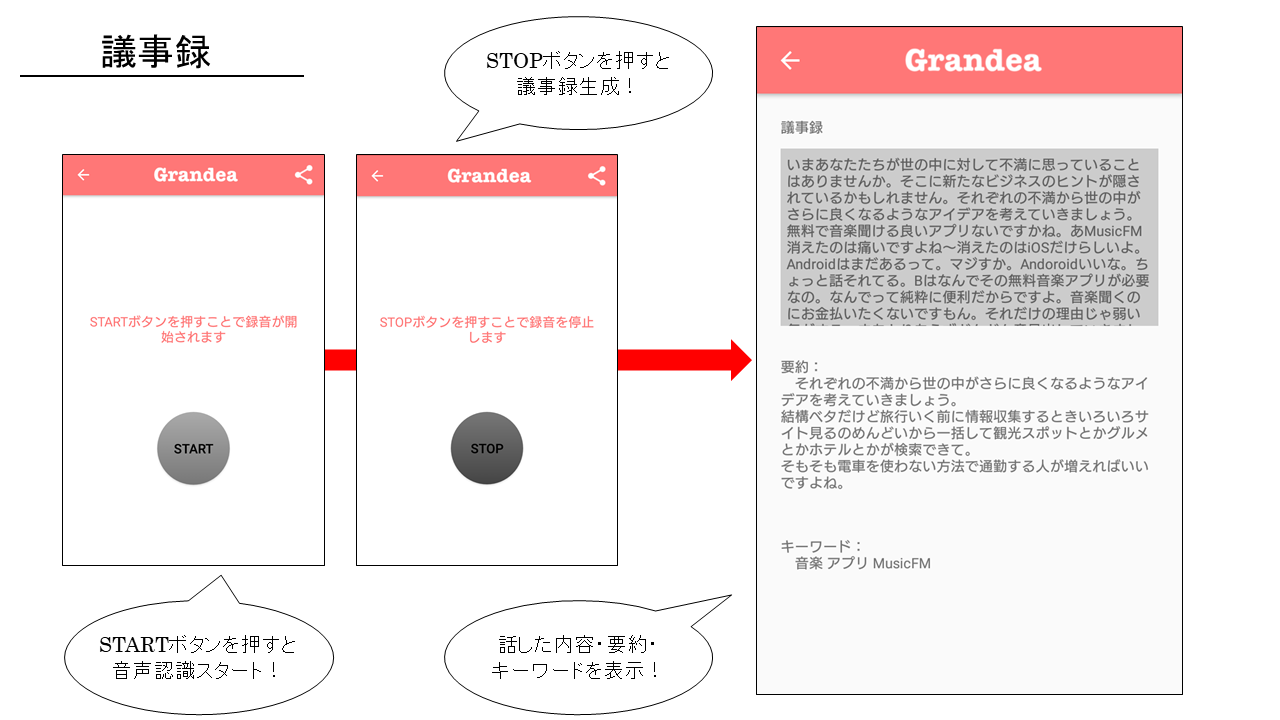 議事録
STOPボタンを押すと
議事録生成！
Grandea
STARTボタンを押すことで録音が開
始されます
START
Grandea
STOPボタンを押すことで録音を停止
します
STOP
STARTボタンを押すと
音声認識スタート！
話した内容・要約・
キーワードを表示！
Grandea
議事録
いまあなたたちが世の中に対して不満に思っていること
はありませんか。そこに新たなビジネスのヒントが隠さ
れているかもしれません。それぞれの不満から世の中が
さらに良くなるようなアイデアを考えていきましょう。
無料で音楽聞ける良いアプリないですかね。あMusicFM
消えたのは痛いですよね～消えたのはiOSだけらしいよ。
Androidはまだあるって。マジすか。Andoroidいいな。ち
ょっと話それてる。Bはなんでその無料音楽アプリが必要
なの。なんでって純粋に便利だからですよ。音楽聞くの
にお金払いたくないですもん。それだけの理由じゃ弱い
要約：
それぞれの不満から世の中がさらに良くなるようなアイ
デアを考えていきましょう。
結構ベタだけど旅行いく前に情報収集するときいろいろサ
イト見るのめんどいから一括して観光スポットとかグルメ
とかホテルとかが検索できて。
そもそも電車を使わない方法で通勤する人が増えればいい
ですよね。
キーワード：
音楽 アプリ MusicFM